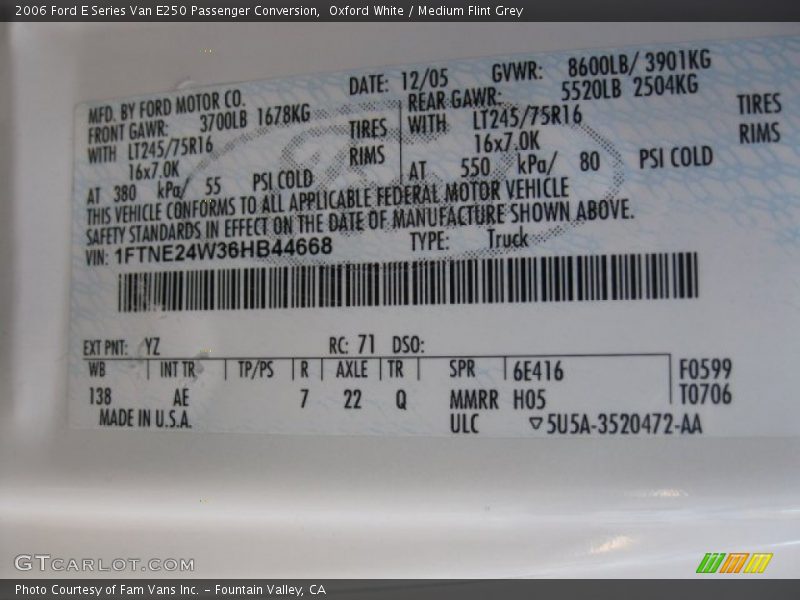 2006 Ford E Series Van E250 Passenger Conversion,  Oxford White / Medium Flint Grey
MFD. BY FORD MOTOR CO. DATE: 12/05 GVWR: 8600LB/ 3901KG
FRONT GAWR: 3700LB 1678KG REAR GAWR: 5520LB 2504KG
WITH LT245/75R16 TIRES WITH LT245/75R16 TIRES
16x7.0K RIMS 16x7.0K RIMS
AT 380 kPa/ 55 PSI COLD AT 550 kPa/ 80 PSI COLD
THIS VEHICLE CONFORMS TO ALL APPLICABLE FEDERAL MOTOR VEHICLE
SAFETY STANDARDS IN EFFECT ON THE DATE OF MANUFACTURE SHOWN ABOVE.
VIN: 1FTNE24W36HB44668 TYPE: Truck
EXT PNT: YZ RC: 71 DSO:
WB INT TR TP/PS R AXLE TR SPR 6E416 F0599
138 AE 7 22 Q MMRR H05 T0706
MADE IN U.S.A. ULC ▽5U5A-3520472-AA
GTCARLOT.COM
Photo Courtesy of Fam Vans Inc. – Fountain Valley, CA